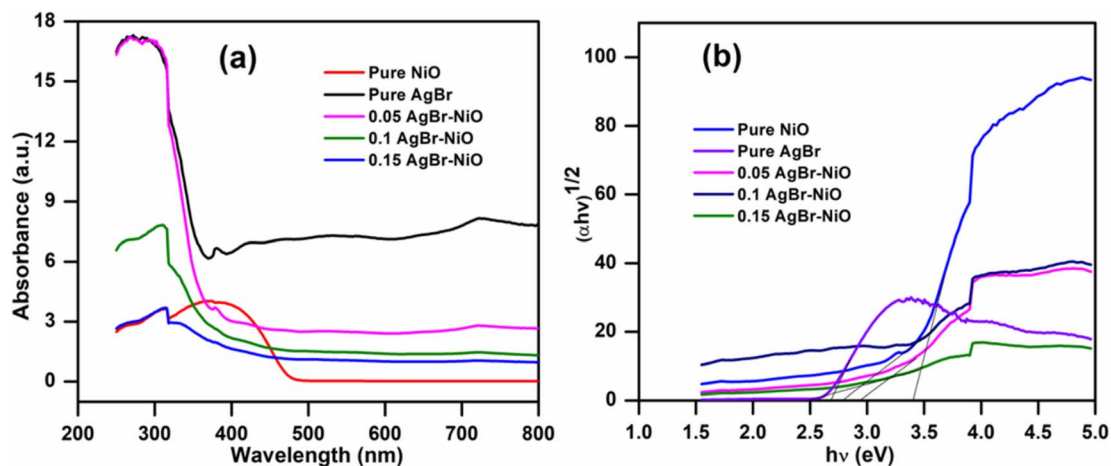 (a)
Pure NiO
Pure AgBr
0.05 AgBr-NiO
0.1 AgBr-NiO
0.15 AgBr-NiO
Absorbance (a.u.)
18
15
12
9
6
3
0
200 300 400 500 600 700 800
Wavelength (nm)
(b)
Pure NiO
Pure AgBr
0.05 AgBr-NiO
0.1 AgBr-NiO
0.15 AgBr-NiO
(αhν)1/2
100
80
60
40
20
0
1.0 1.5 2.0 2.5 3.0 3.5 4.0 4.5 5.0
hν (eV)